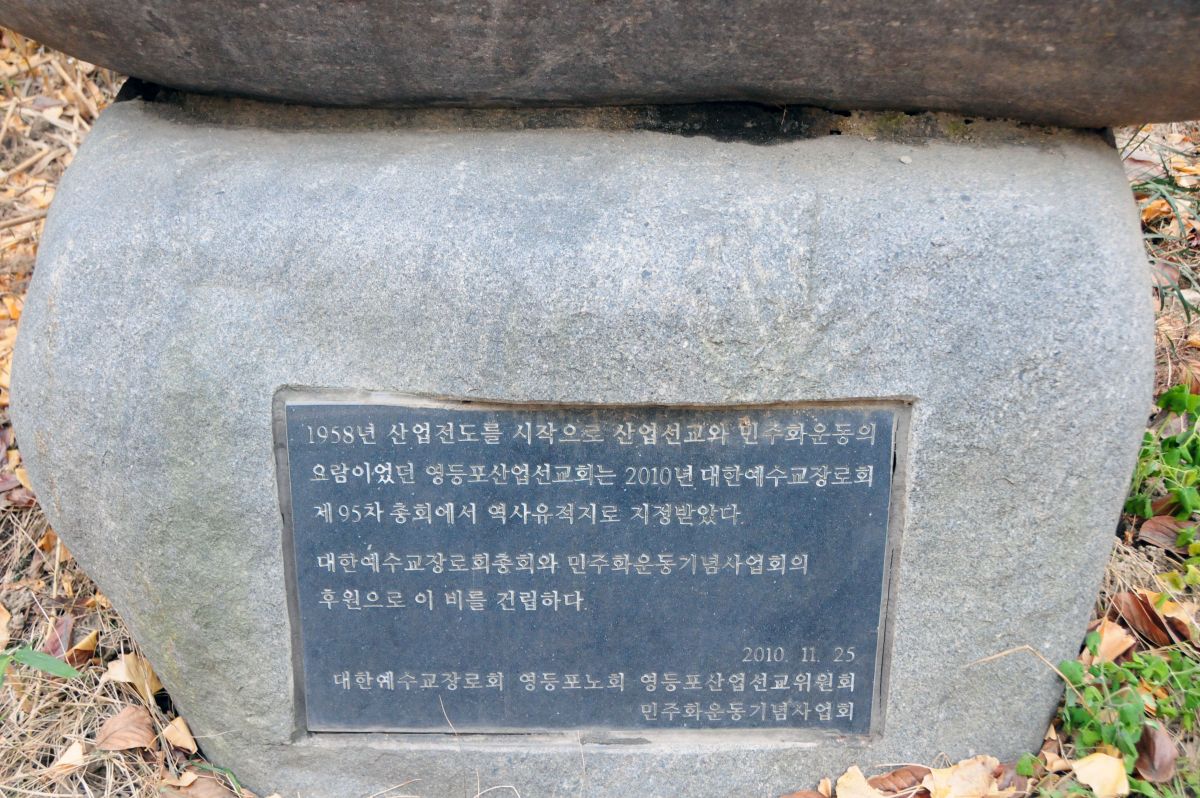 1958년 산업전도를 시작으로 산업선교와 민주화운동의
요람이었던 영등포산업선교회는 2010년 대한예수교장로회
제95차 총회에서 역사유적지로 지정받았다.
대한예수교장로회총회와 민주화운동기념사업회의
후원으로 이 비를 건립하다.
2010. 11. 25
대한예수교장로회 영등포노회 영등포산업선교위원회
민주화운동기념사업회